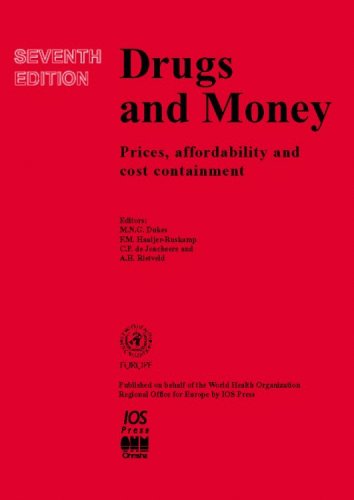 SEVENTH
EDITION
Drugs
and Money
Prices, affordability and
cost containment
Editors:
M.N.G. Dukes
F.M. Haaijer-Ruskamp
C.P. de Joncheere and
A.H. Rietveld
EUROPE
Published on behalf of the World Health Organization
Regional Office for Europe by IOS Press
IOS
Press
Ohmsha